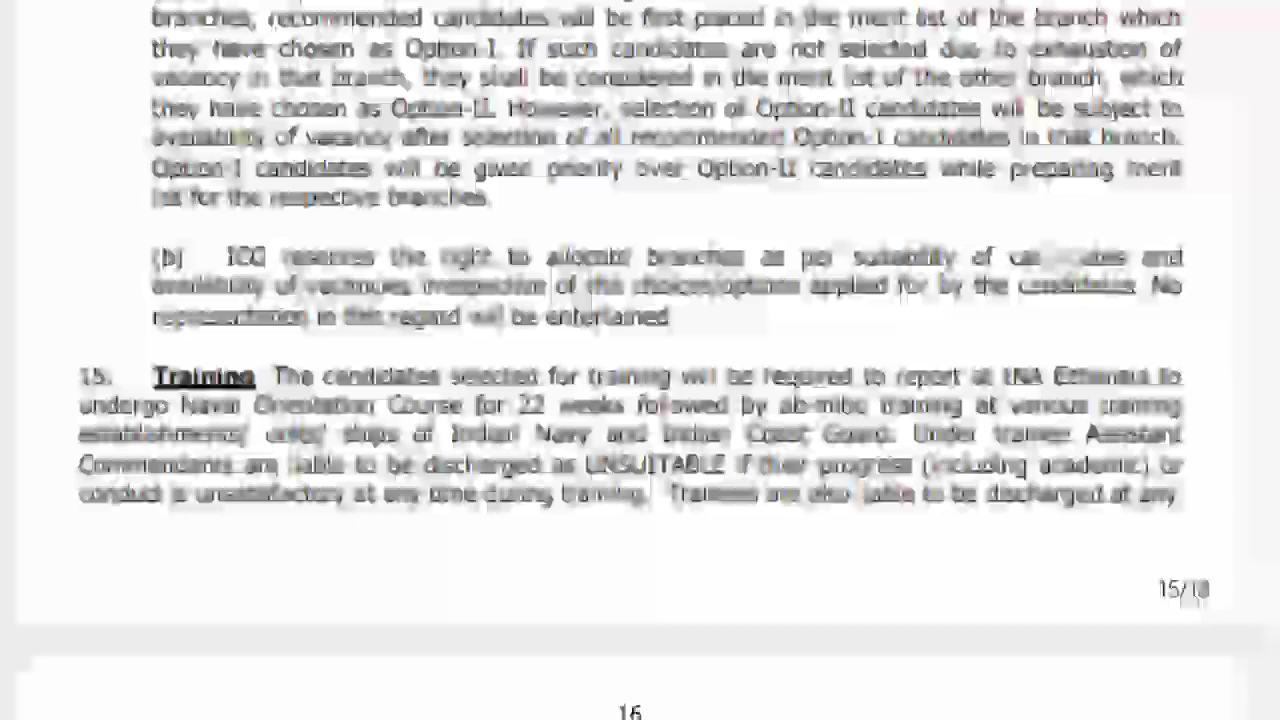 branches, recommended candidates will be first placed in the merit list of the branch which
they have chosen as Option-I. If such candidates are not selected due to exhaustion of
vacancy in that branch, they shall be considered in the merit list of the other branch, which
they have chosen as Option-II. However, selection of Option-II candidates will be subject to
availability of vacancy after selection of all recommended Option-I candidates in that branch.
Option-I candidates will be given priority over Option-II candidates while preparing merit
list for the respective branches.
(b) ICG reserves the right to allocate branches as per suitability of candidates and
availability of vacancies irrespective of the choices/options applied for by the candidates. No
representation in this regard will be entertained
15. Training The candidates selected for training will be required to report at INA Ezhimala to
undergo Naval Orientation Course for 22 weeks followed by ab-initio training at various training
establishments/ units/ ships of Indian Navy and Indian Coast Guard. Under trainee Assistant
Commandants are liable to be discharged as UNSUITABLE if their progress (including academic) or
conduct is unsatisfactory at any time during training. Trainees are also liable to be discharged at any
15/18
16